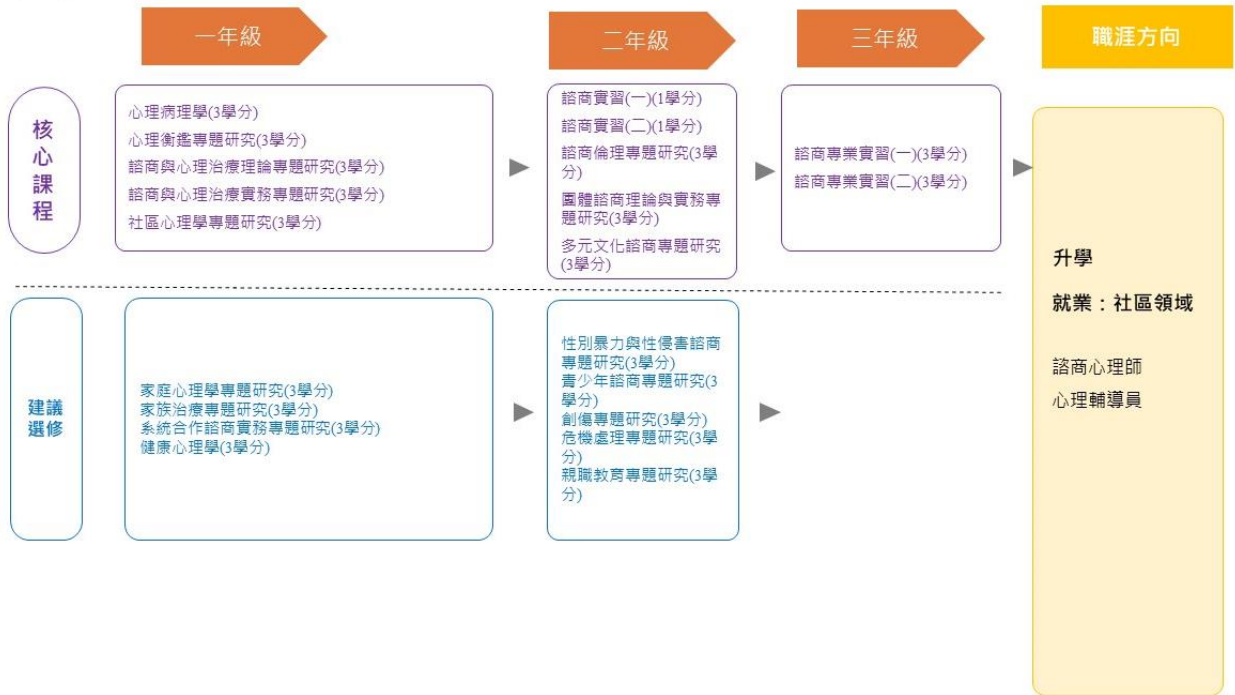 一年級
二年級
三年級
職涯方向
核
心
課
程
心理病理學(3學分)
心理衡鑑專題研究(3學分)
諮商與心理治療理論專題研究(3學分)
諮商與心理治療實務專題研究(3學分)
社區心理學專題研究(3學分)
諮商實習(一)(1學分)
諮商實習(二)(1學分)
諮商倫理專題研究(3學
分)
團體諮商理論與實務專
題研究(3學分)
多元文化諮商專題研究
(3學分)
諮商專業實習(一)(3學分)
諮商專業實習(二)(3學分)
建議
選修
家庭心理學專題研究(3學分)
家族治療專題研究(3學分)
系統合作諮商實務專題研究(3學分)
健康心理學(3學分)
性別暴力與性侵害諮商
專題研究(3學分)
青少年諮商專題研究(3
學分)
創傷專題研究(3學分)
危機處理專題研究(3學
分)
親職教育專題研究(3學
分)
升學
就業：社區領域
諮商心理師
心理輔導員